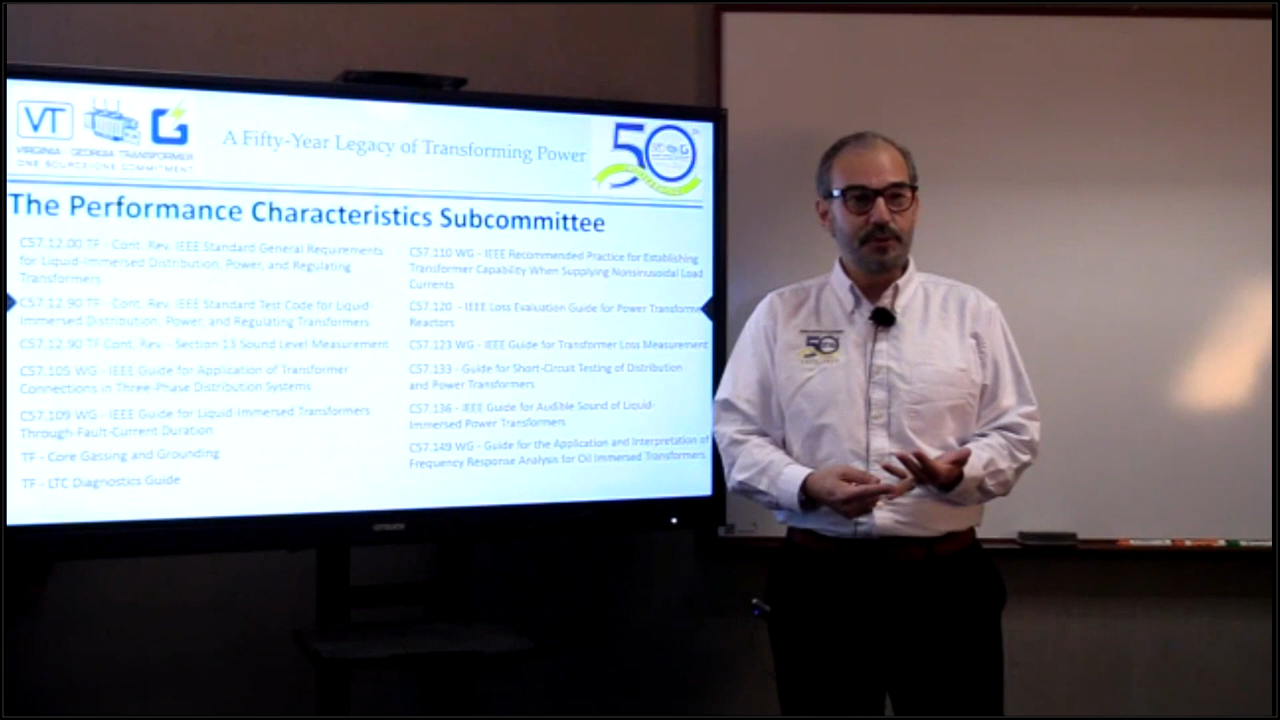 VT
G
VIRGINIA - GEORGIA TRANSFORMER
ONE SOURCE-ONE COMMITMENT
A Fifty-Year Legacy of Transforming Power
50
The Performance Characteristics Subcommittee
C57.12.00 TF - Cont. Rev. IEEE Standard General Requirements
for Liquid-Immersed Distribution, Power, and Regulating
Transformers
C57.12.90 TF - Cont. Rev. IEEE Standard Test Code for Liquid-
Immersed Distribution, Power, and Regulating Transformers
C57.12.90 TF Cont. Rev. - Section 13 Sound Level Measurement
C57.105 WG - IEEE Guide for Application of Transformer
Connections in Three-Phase Distribution Systems
C57.109 WG - IEEE Guide for Liquid-Immersed Transformers
Through-Fault-Current Duration
TF - Core Gassing and Grounding
TF - LTC Diagnostics Guide
C57.110 WG - IEEE Recommended Practice for Establishing
Transformer Capability When Supplying Nonsinusoidal Load
Currents
C57.120 - IEEE Loss Evaluation Guide for Power Transforme
Reactors
C57.123 WG - IEEE Guide for Transformer Loss Measurement
C57.133 - Guide for Short-Circuit Testing of Distribution
and Power Transformers
C57.136 - IEEE Guide for Audible Sound of Liquid-
Immersed Power Transformers
C57.149 WG - Guide for the Application and Interpretation of
Frequency Response Analysis for Oil Immersed Transformers
50